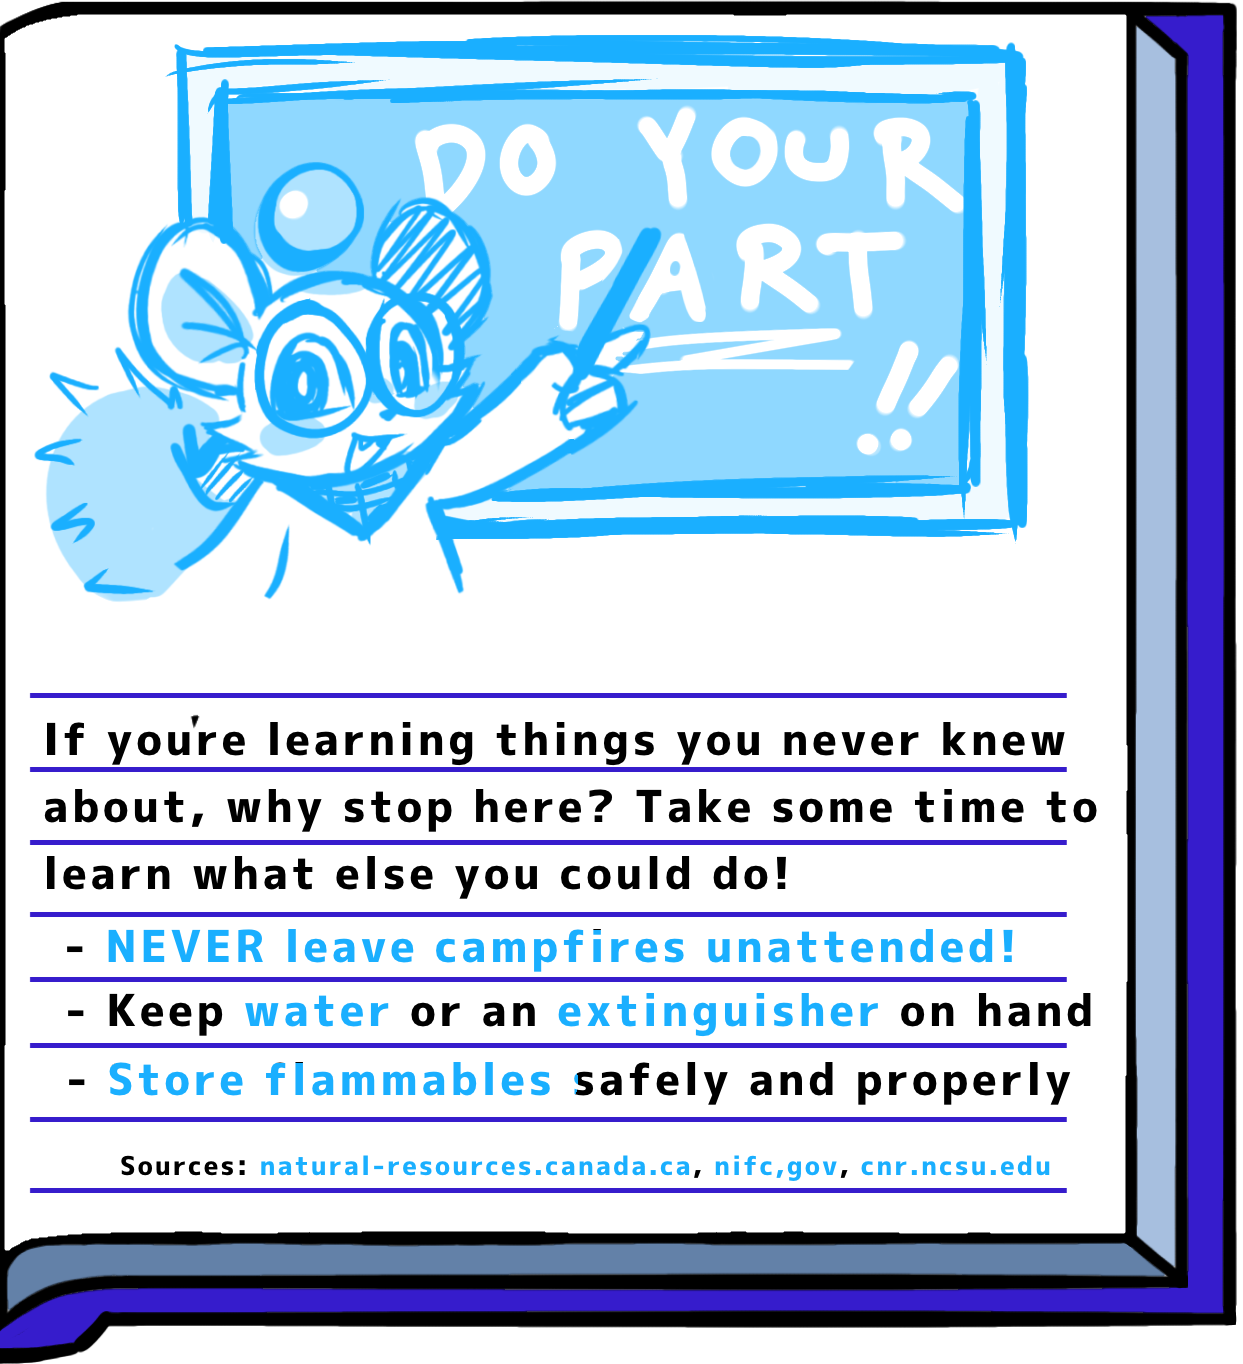 DO YOUR
PART
!!
If you're learning things you never knew
about, why stop here? Take some time to
learn what else you could do!
- NEVER leave campfires unattended!
- Keep water or an extinguisher on hand
- Store flammables safely and properly
Sources: natural-resources.canada.ca, nifc,gov, cnr.ncsu.edu